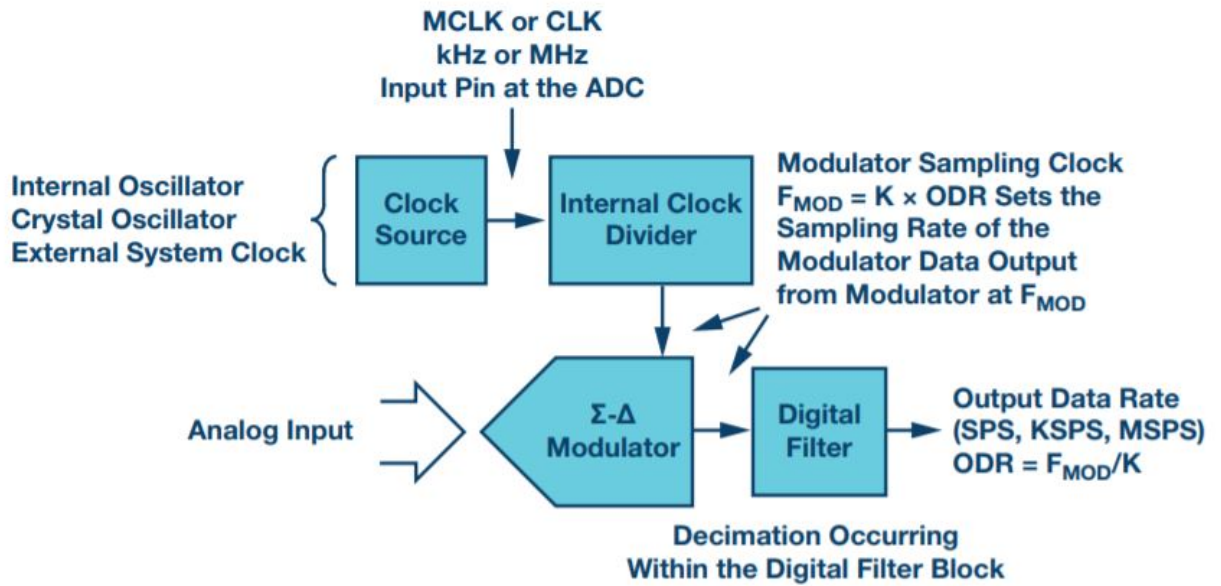 MCLK or CLK
kHz or MHz
Input Pin at the ADC
Internal Oscillator
Crystal Oscillator
External System Clock
Clock
Source
Internal Clock
Divider
Modulator Sampling Clock
F_MOD = K × ODR Sets the
Sampling Rate of the
Modulator Data Output
from Modulator at F_MOD
Analog Input
Σ-Δ
Modulator
Digital
Filter
Output Data Rate
(SPS, KSPS, MSPS)
ODR = F_MOD/K
Decimation Occurring
Within the Digital Filter Block